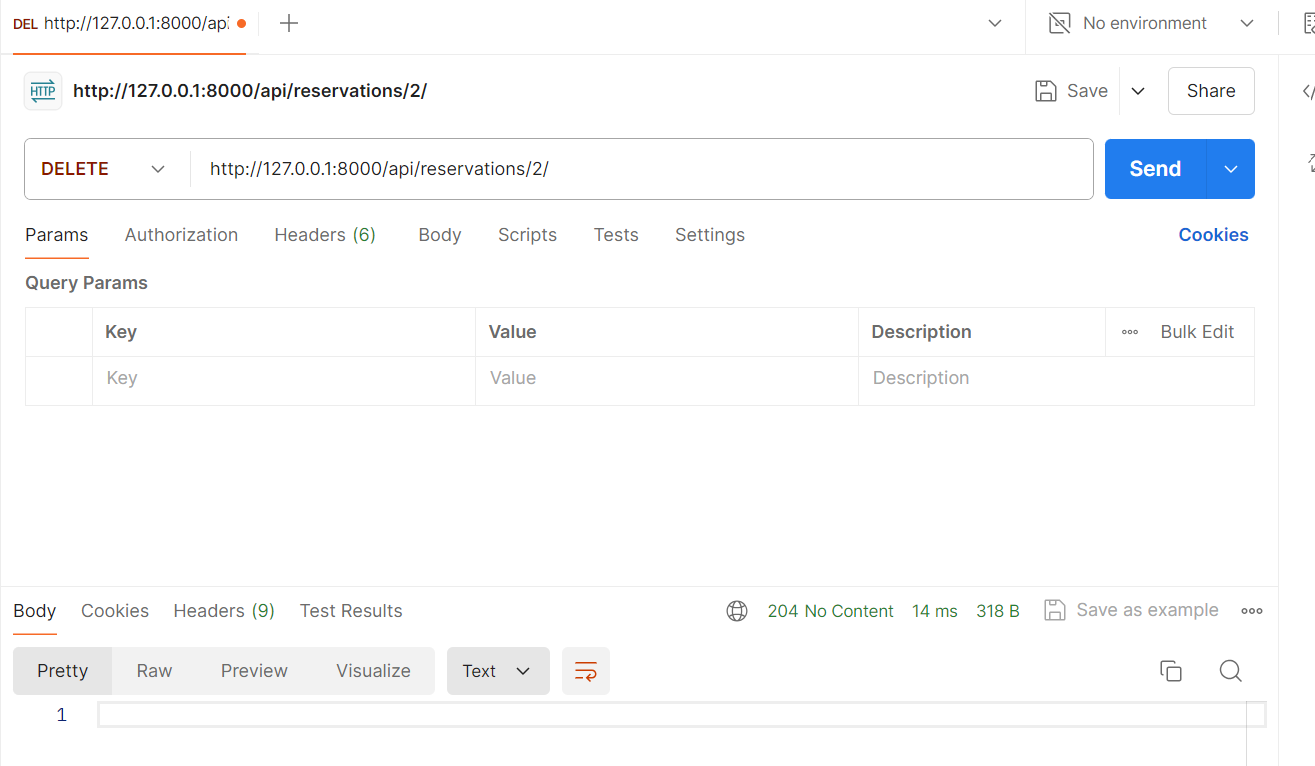 DEL http://127.0.0.1:8000/api
No environment
HTTP http://127.0.0.1:8000/api/reservations/2/
Save
Share
DELETE http://127.0.0.1:8000/api/reservations/2/
Send
Params Authorization Headers (6) Body Scripts Tests Settings Cookies
Query Params
Key Value Description Bulk Edit
Key Value Description
Body Cookies Headers (9) Test Results 204 No Content 14 ms 318 B Save as example
Pretty Raw Preview Visualize Text
1